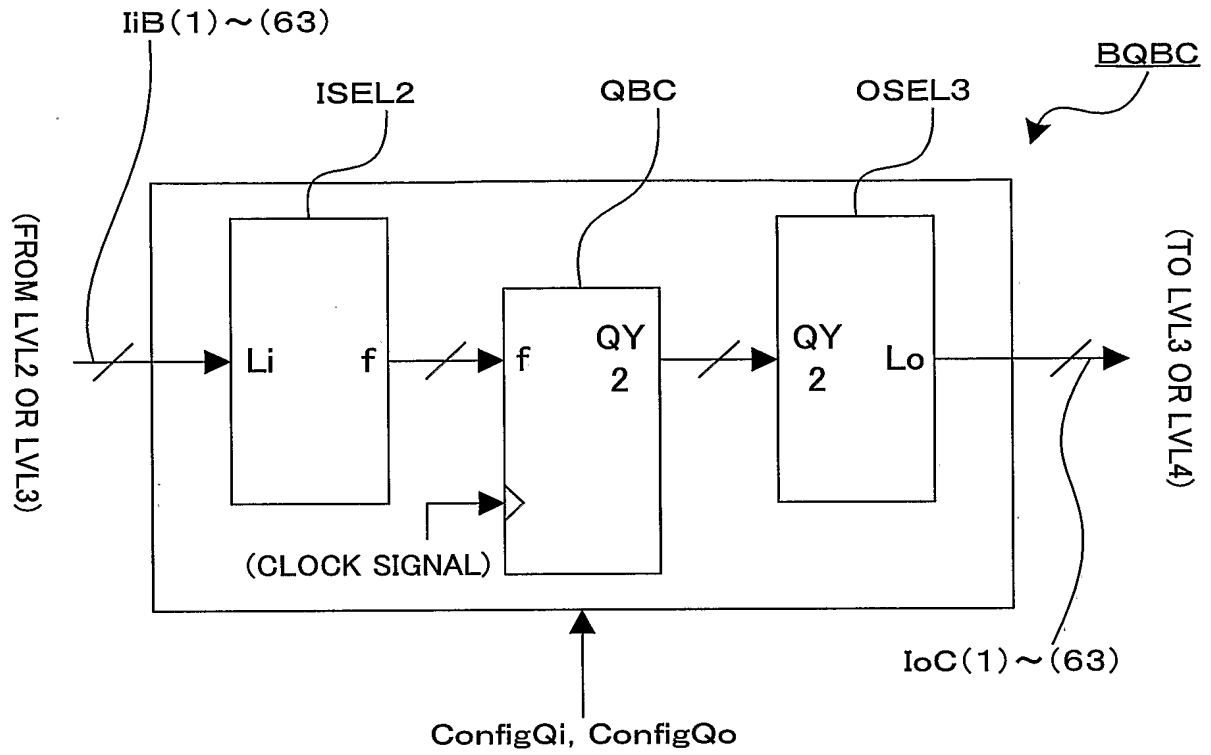 IiB(1)～(63)
BQBC
ISEL2
QBC
OSEL3
(FROM LVL2 OR LVL3)
(TO LVL3 OR LVL4)
Li
f
f
QY
2
QY
2
Lo
(CLOCK SIGNAL)
IoC(1)～(63)
ConfigQi, ConfigQo